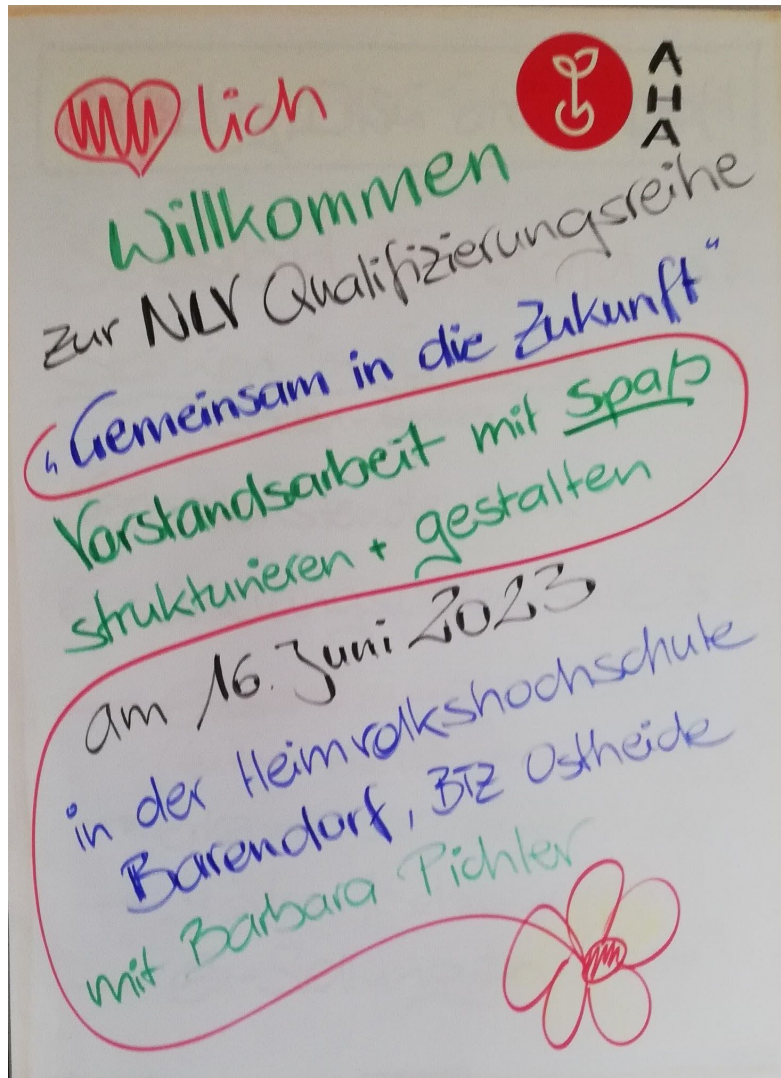 lich
AHA
Willkommen
zur NLV Qualifizierungsreihe
„Gemeinsam in die Zukunft“
Vorstandsarbeit mit Spaß
strukturieren + gestalten
am 16. Juni 2023
in der Heimvolkshochschule
Barendorf, BTZ Ostheide
mit Barbara Pichler